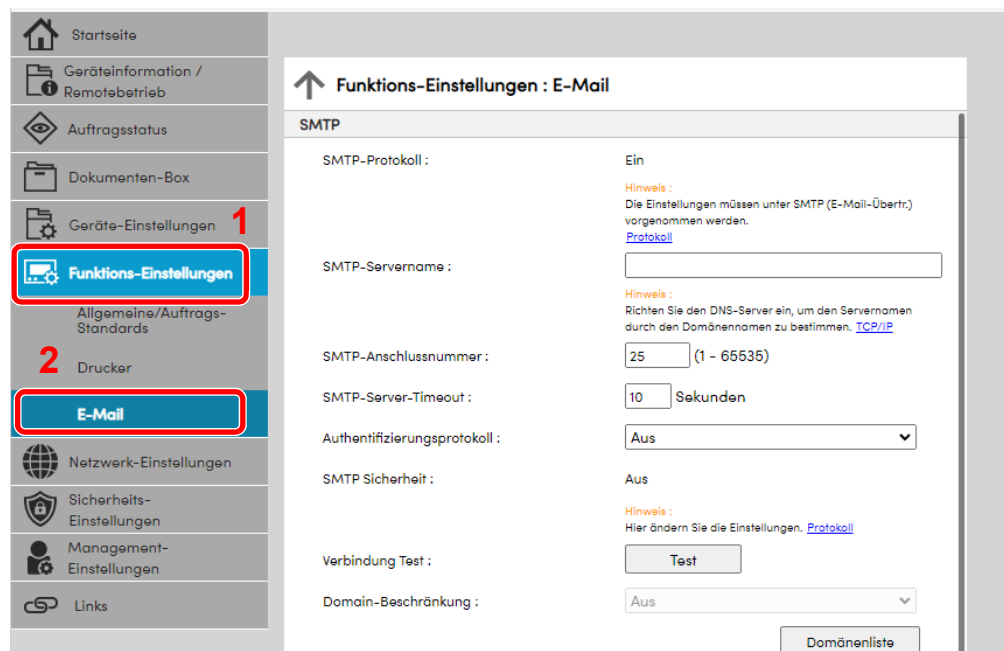 Startseite
Geräteinformation /
Remotebetrieb
Auftragsstatus
Dokumenten-Box
Geräte-Einstellungen
1
Funktions-Einstellungen
Allgemeine/Auftrags-
Standards
2
Drucker
E-Mail
Netzwerk-Einstellungen
Sicherheits-
Einstellungen
Management-
Einstellungen
Links
Funktions-Einstellungen : E-Mail
SMTP
SMTP-Protokoll :
Ein
Hinweis :
Die Einstellungen müssen unter SMTP (E-Mail-Übertr.)
vorgenommen werden.
Protokoll
SMTP-Servername :
Hinweis :
Richten Sie den DNS-Server ein, um den Servernamen
durch den Domänennamen zu bestimmen. TCP/IP
SMTP-Anschlussnummer :
25 (1 - 65535)
SMTP-Server-Timeout :
10 Sekunden
Authentifizierungsprotokoll :
Aus
SMTP Sicherheit :
Aus
Hinweis :
Hier ändern Sie die Einstellungen. Protokoll
Verbindung Test :
Test
Domain-Beschränkung :
Aus
Domänenliste